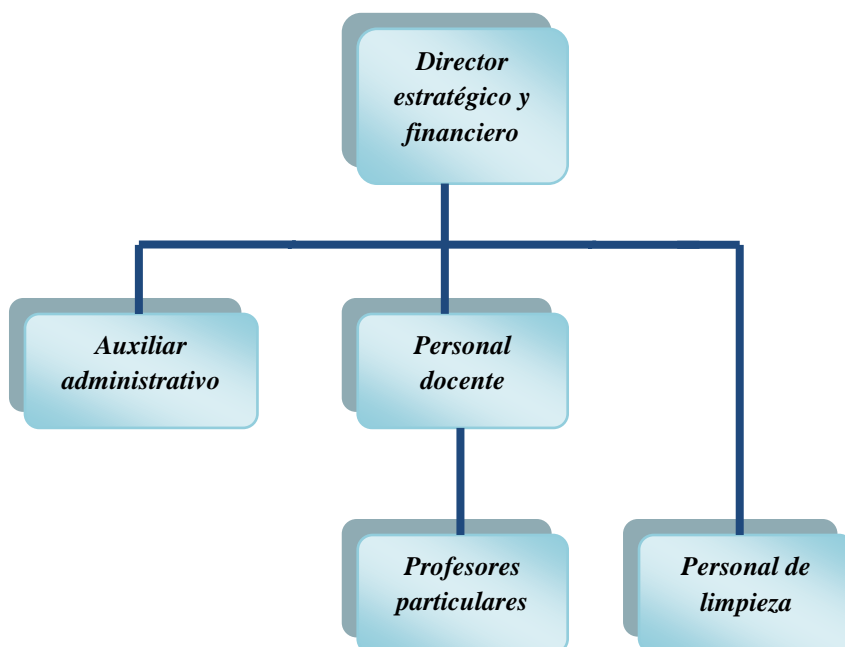 Director
estratégico y
financiero
Auxiliar
administrativo
Personal
docente
Profesores
particulares
Personal de
limpieza